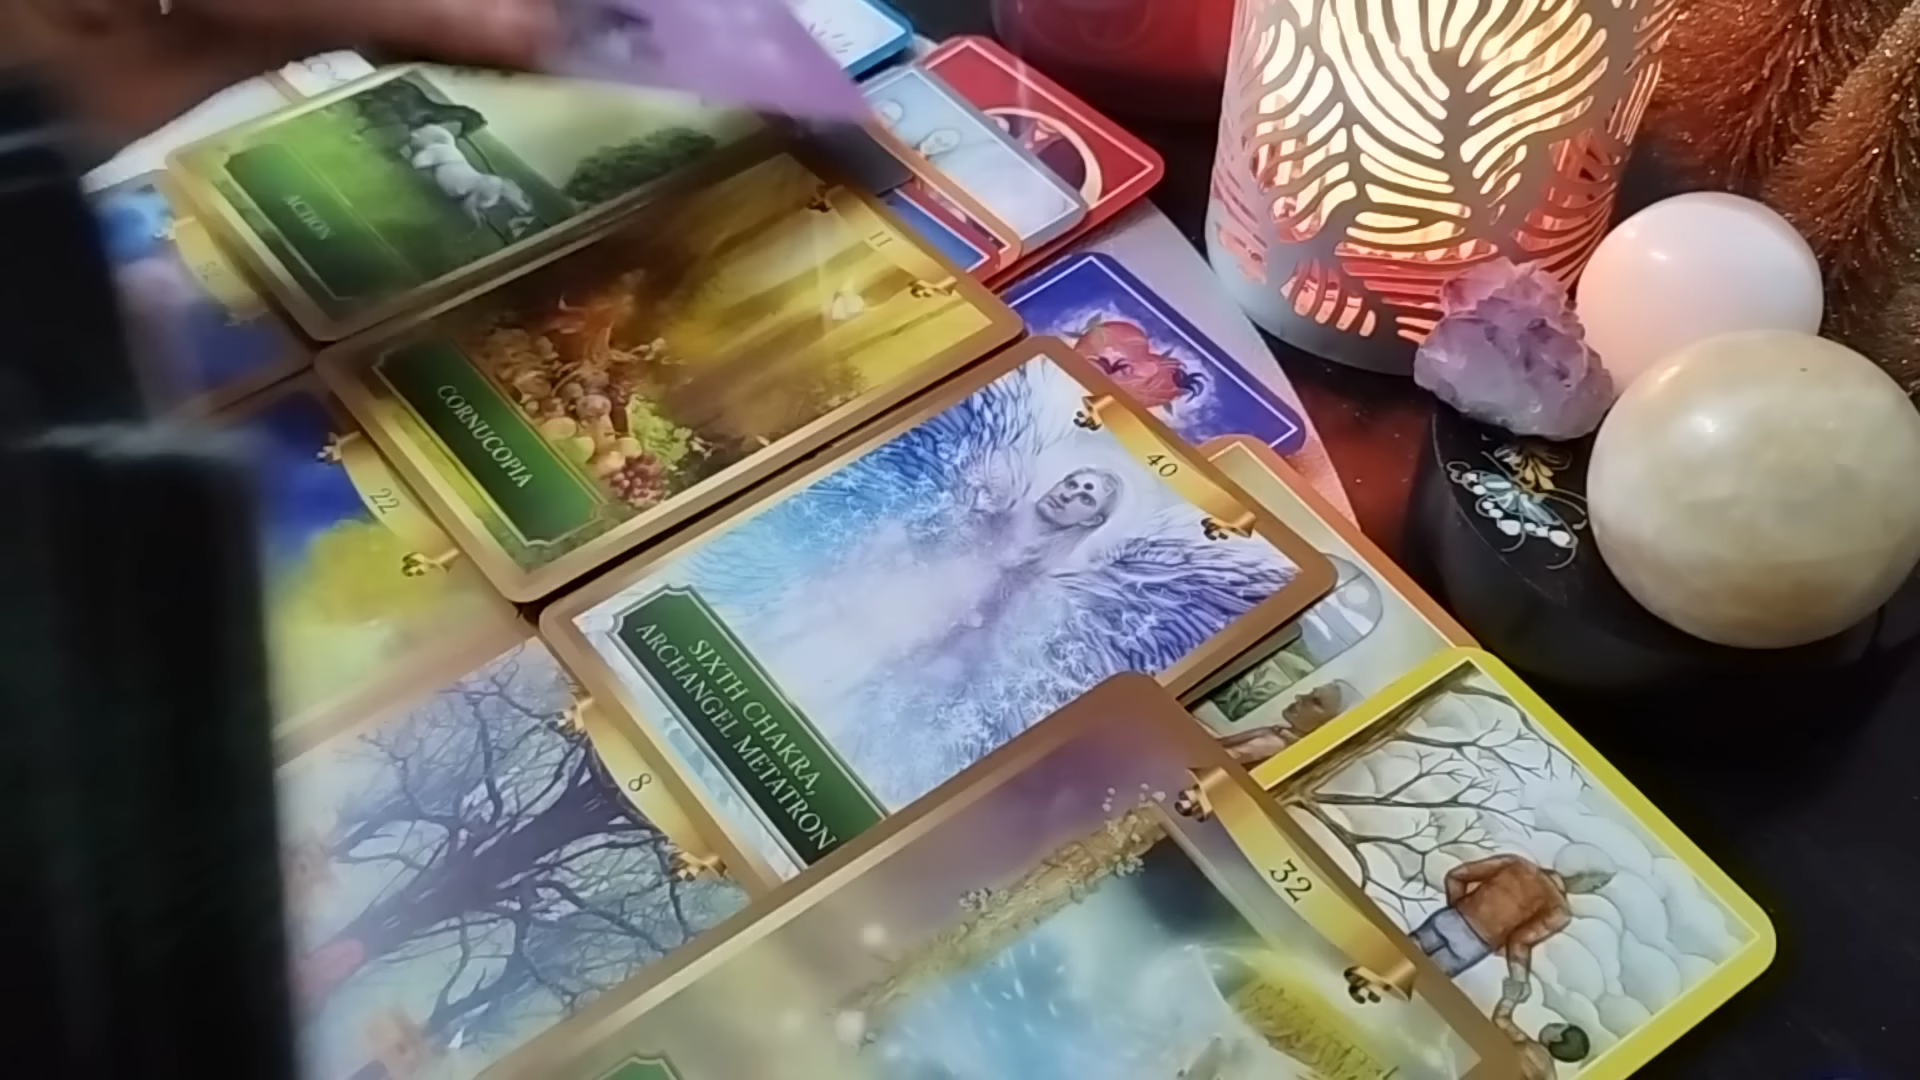 ACTION
11
CORNUCOPIA
22
40
SIXTH CHAKRA,
ARCHANGEL METATRON
8
32